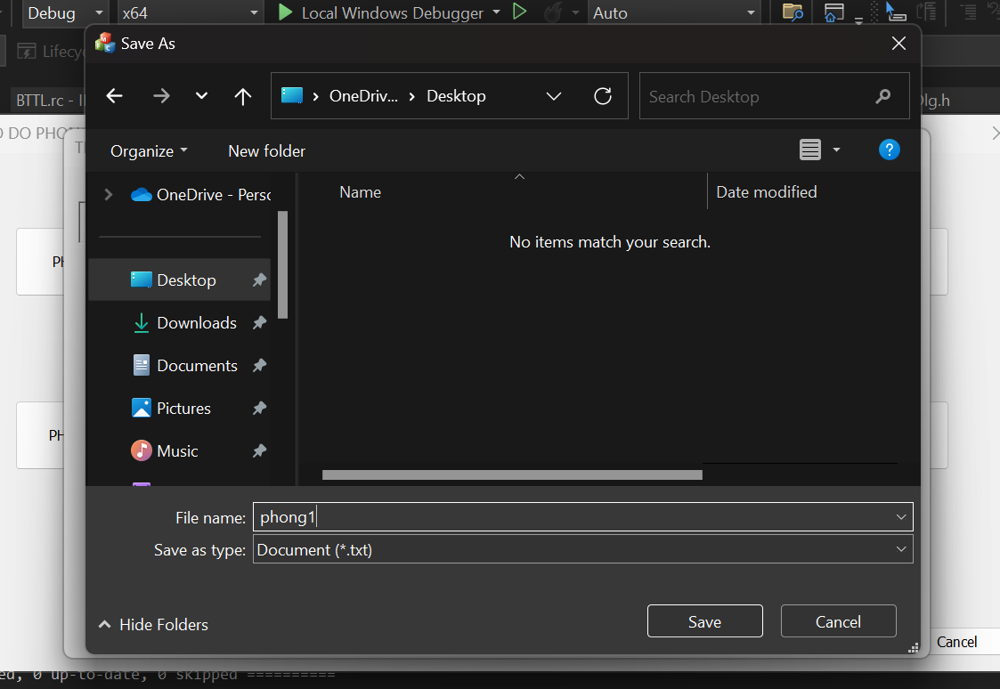 Debug x64 Local Windows Debugger Auto
Save As
Lifecyc
OneDriv... Desktop
Search Desktop
BTTL.rc - I
Dlg.h
O DO PHO
Organize
New folder
OneDrive - Perso
Name
Date modified
No items match your search.
PH
Desktop
Downloads
Documents
Pictures
PH
Music
File name: phong1
Save as type: Document (*.txt)
Hide Folders
Save
Cancel
Cancel
ed, 0 up-to-date, 0 skipped ==========